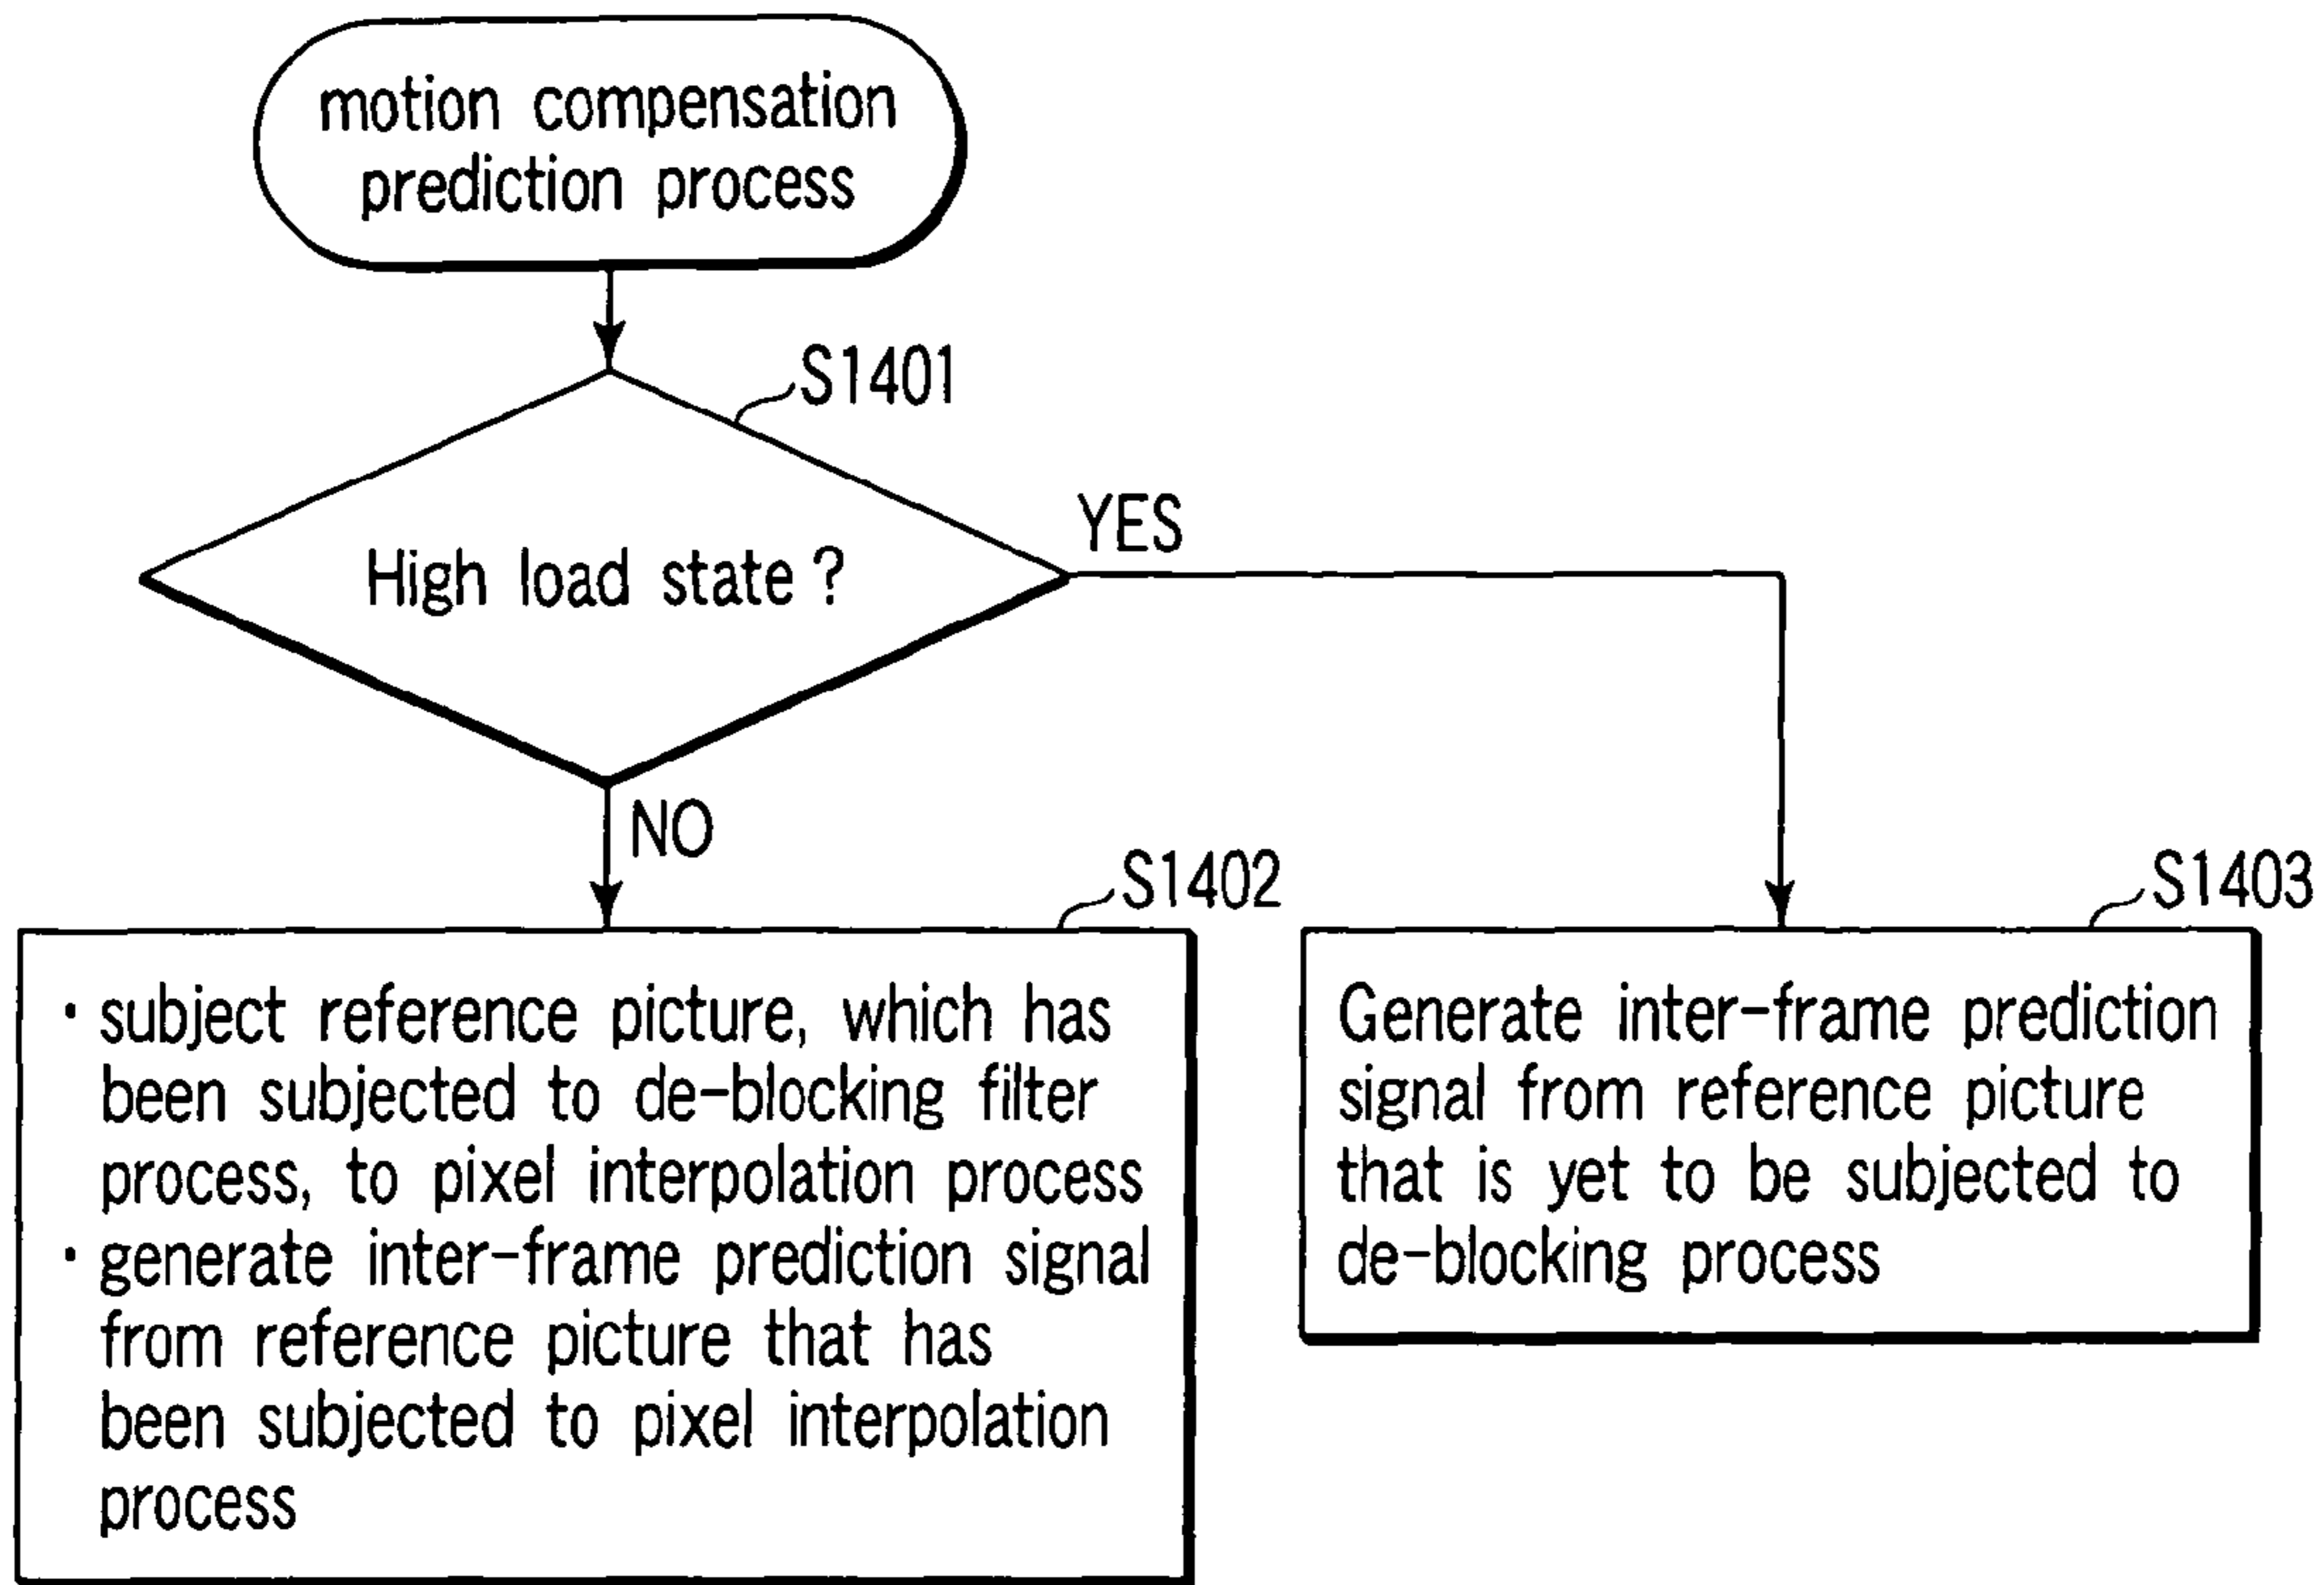 motion compensation
prediction process
S1401
High load state ?
YES
NO
S1402
· subject reference picture, which has
been subjected to de-blocking filter
process, to pixel interpolation process
· generate inter-frame prediction signal
from reference picture that has
been subjected to pixel interpolation
process
S1403
Generate inter-frame prediction
signal from reference picture
that is yet to be subjected to
de-blocking process